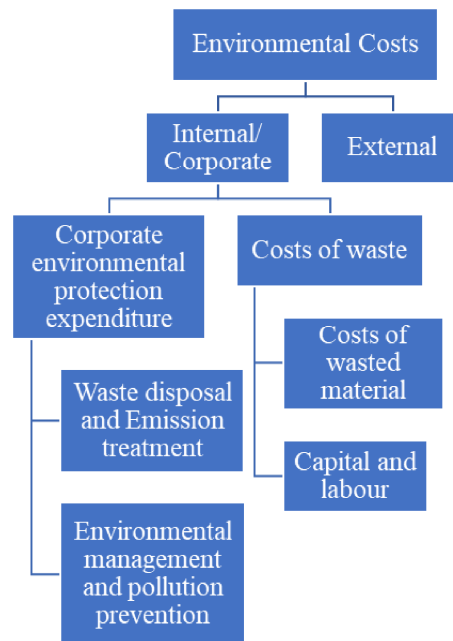 Environmental Costs
Internal/
Corporate
External
Corporate
environmental
protection
expenditure
Costs of waste
Waste disposal
and Emission
treatment
Costs of
wasted
material
Environmental
management
and pollution
prevention
Capital and
labour